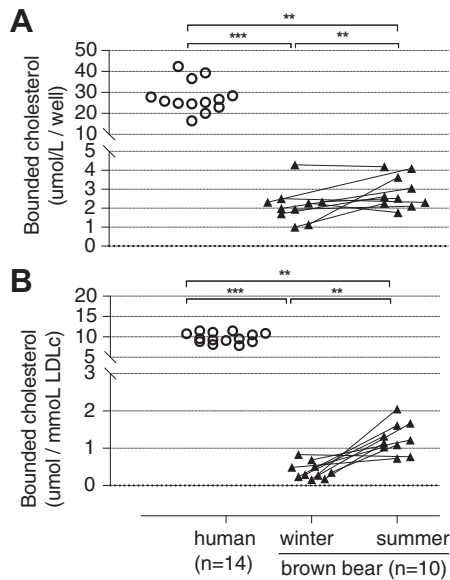 A
**
***
**
Bounded cholesterol
(umol/L / well)
50
40
30
20
10
5
4
3
2
1
0
B
**
***
**
Bounded cholesterol
(umol / mmoL LDLc)
20
15
10
5
3
2
1
0
human
winter
summer
(n=14)
brown bear (n=10)